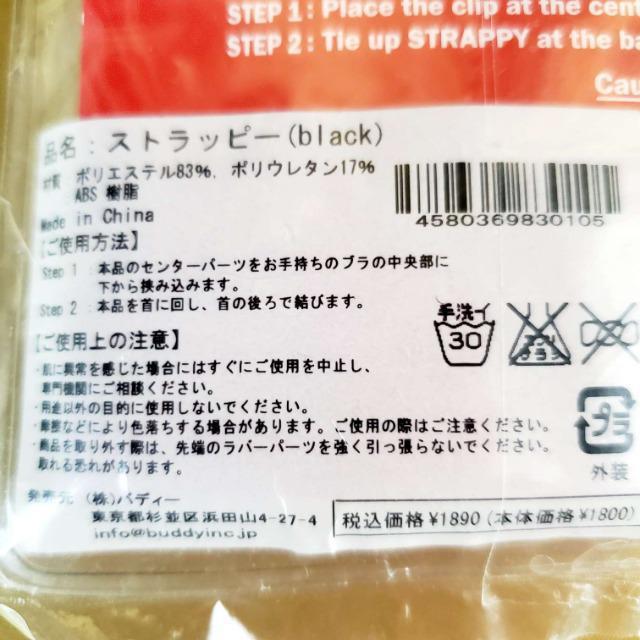 STEP 1: Place the clip at the cent
STEP 2: Tie up STRAPPY at the ba
Cau
品名：ストラッピー(black)
材質 ポリエステル83%、ポリウレタン17%
ABS 樹脂
Made in China
4580369830105
【ご使用方法】
Step 1 :本品のセンターパーツをお手持ちのブラの中央部に
下から挟み込みます。
Step 2 :本品を首に回し、首の後ろで結びます。
【ご使用上の注意】
・肌に異常を感じた場合にはすぐにご使用を中止し、
専門機関にご相談ください。
・用途以外の目的に使用しないでください。
・摩擦などにより色落ちする場合があります。ご使用の際はご注意ください。
・商品を取り外す際は、先端のラバーパーツを強く引っ張らないでください。
取れる恐れがあります。
手洗イ
30
エンソ
サラシ
プラ
外装
発売元 (株)バディー
東京都杉並区浜田山4-27-4
info@buddyinc.jp
税込価格¥1890(本体価格¥1800)